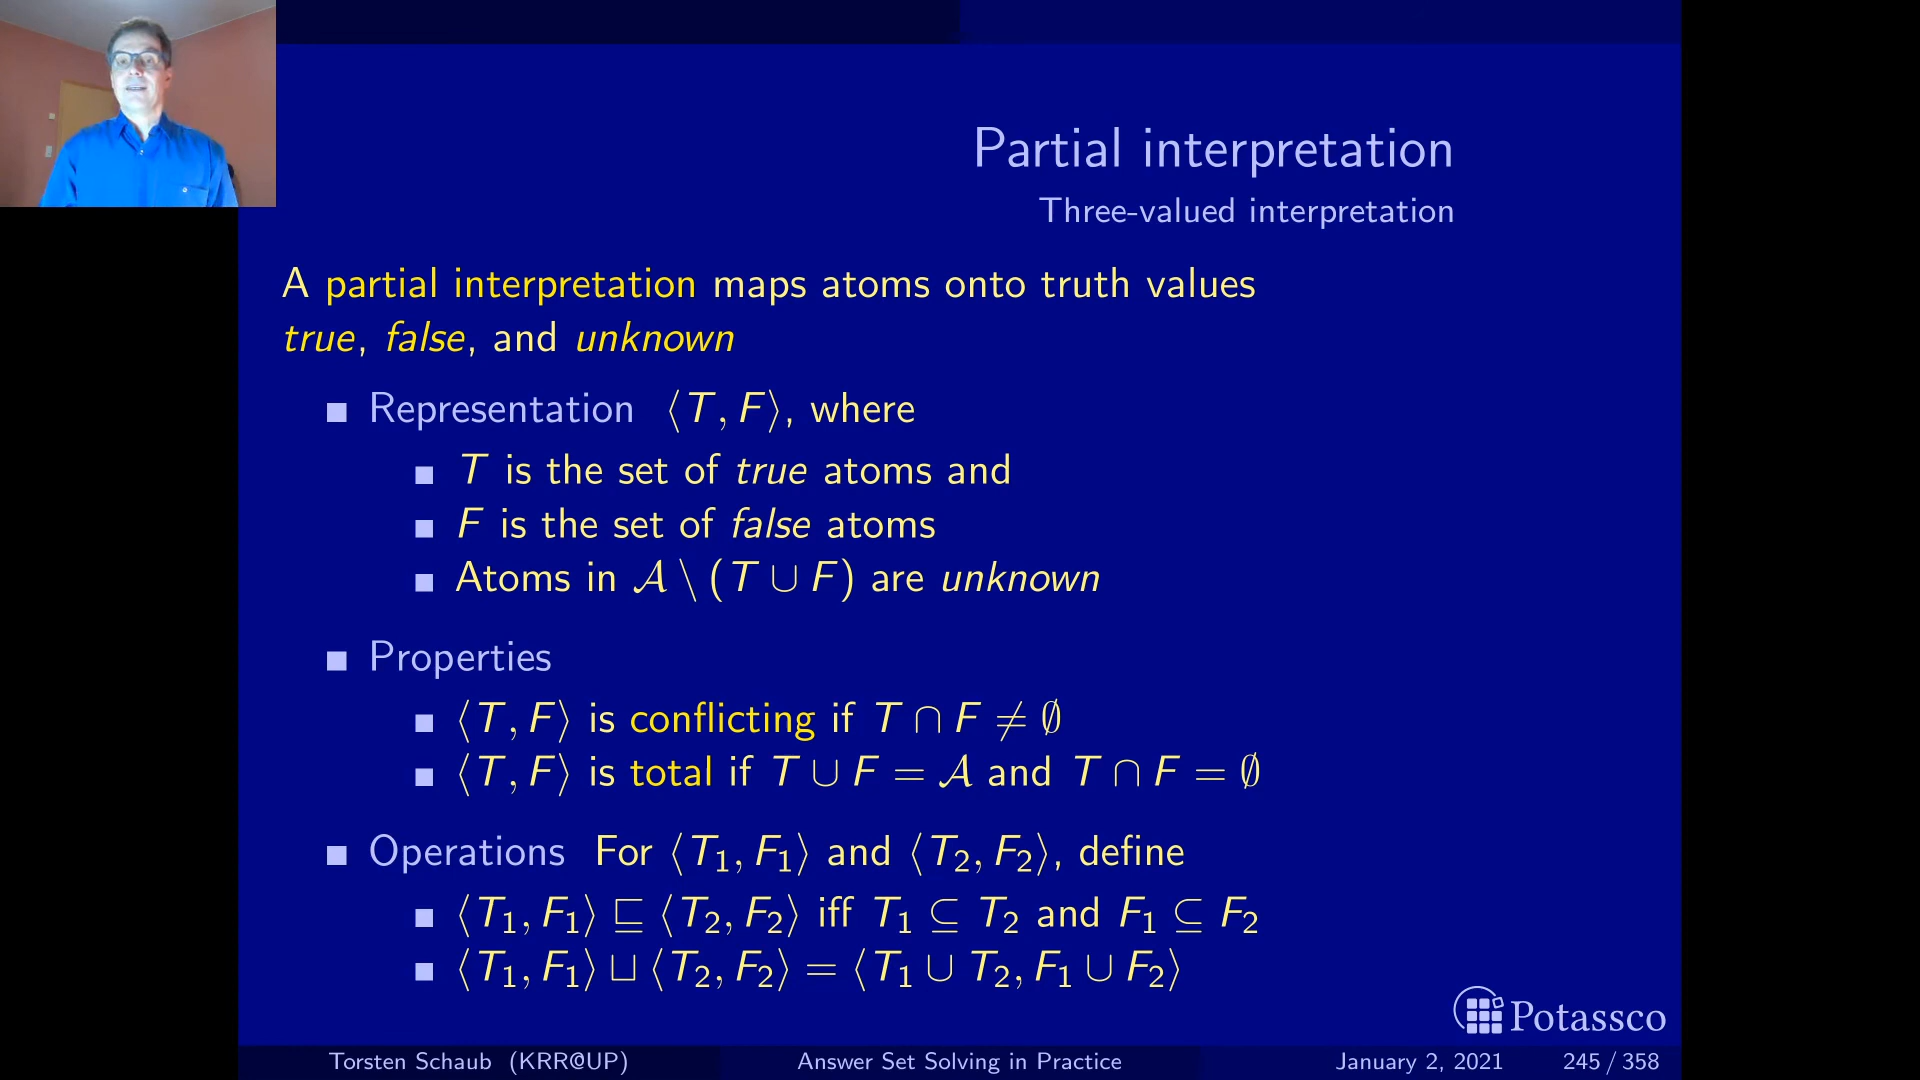 Partial interpretation
Three-valued interpretation
A partial interpretation maps atoms onto truth values
true, false, and unknown
■ Representation ⟨T, F⟩, where
■ T is the set of true atoms and
■ F is the set of false atoms
■ Atoms in 𝒜 \ (T ∪ F) are unknown
■ Properties
■ ⟨T, F⟩ is conflicting if T ∩ F ≠ ∅
■ ⟨T, F⟩ is total if T ∪ F = 𝒜 and T ∩ F = ∅
■ Operations For ⟨T₁, F₁⟩ and ⟨T₂, F₂⟩, define
■ ⟨T₁, F₁⟩ ⊑ ⟨T₂, F₂⟩ iff T₁ ⊆ T₂ and F₁ ⊆ F₂
■ ⟨T₁, F₁⟩ ⊔ ⟨T₂, F₂⟩ = ⟨T₁ ∪ T₂, F₁ ∪ F₂⟩
Potassco
Torsten Schaub (KRR@UP) Answer Set Solving in Practice January 2, 2021 245 / 358